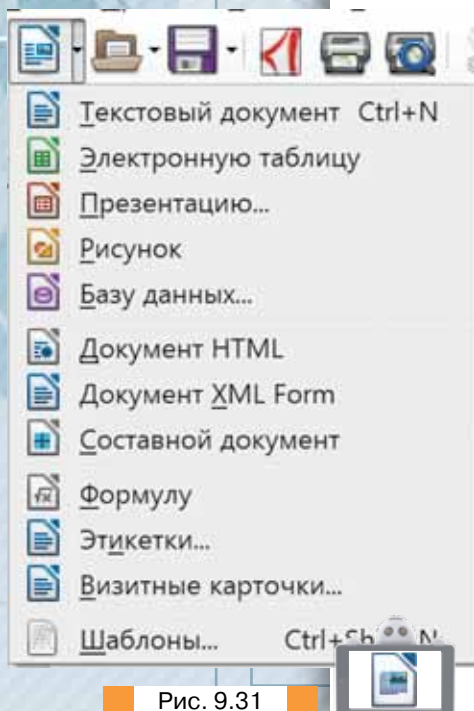 Текстовый документ Ctrl+N
Электронную таблицу
Презентацию...
Рисунок
Базу данных...
Документ HTML
Документ XML Form
Составной документ
Формулу
Этикетки...
Визитные карточки...
Шаблоны...
Рис. 9.31